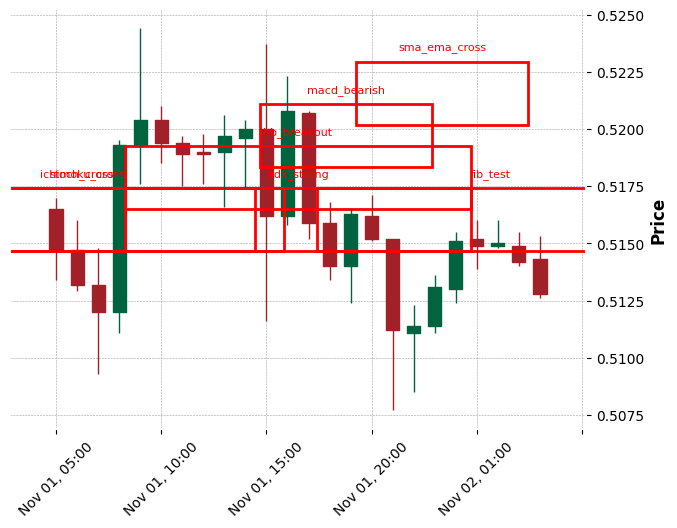 sma_ema_cross
macd_bearish
fib_test
0.5250
0.5225
0.5200
0.5175
0.5150
0.5125
0.5100
0.5075
Price
Nov 01, 05:00
Nov 01, 10:00
Nov 01, 15:00
Nov 01, 20:00
Nov 02, 01:00